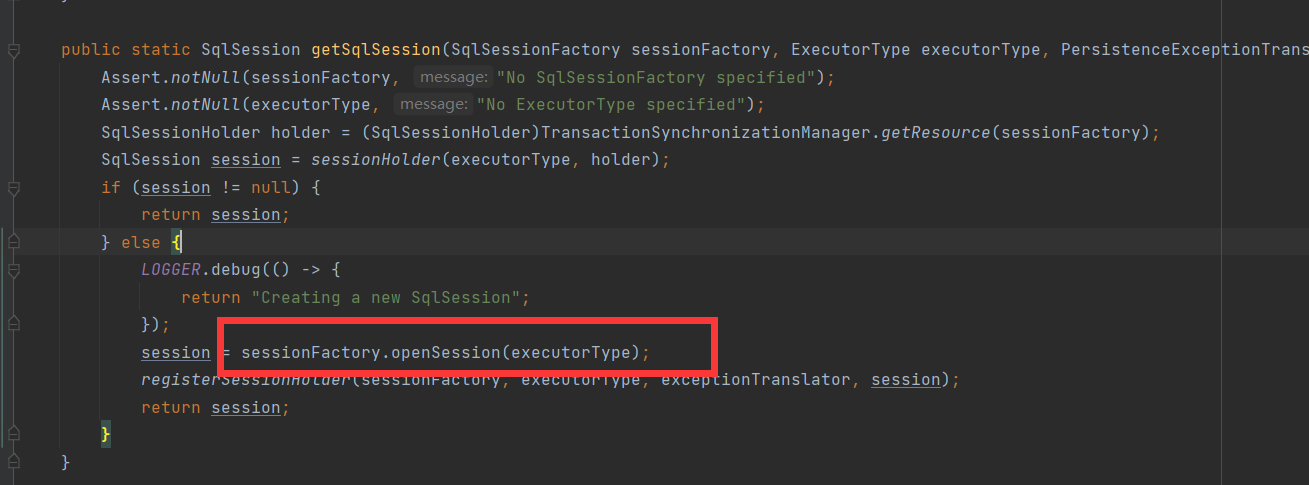 }
public static SqlSession getSqlSession(SqlSessionFactory sessionFactory, ExecutorType executorType, PersistenceExceptionTrans
Assert.notNull(sessionFactory, message: "No SqlSessionFactory specified");
Assert.notNull(executorType, message: "No ExecutorType specified");
SqlSessionHolder holder = (SqlSessionHolder)TransactionSynchronizationManager.getResource(sessionFactory);
SqlSession session = sessionHolder(executorType, holder);
if (session != null) {
return session;
} else {
LOGGER.debug(() -> {
return "Creating a new SqlSession";
});
session = sessionFactory.openSession(executorType);
registerSessionHolder(sessionFactory, executorType, exceptionTranslator, session);
return session;
}
}